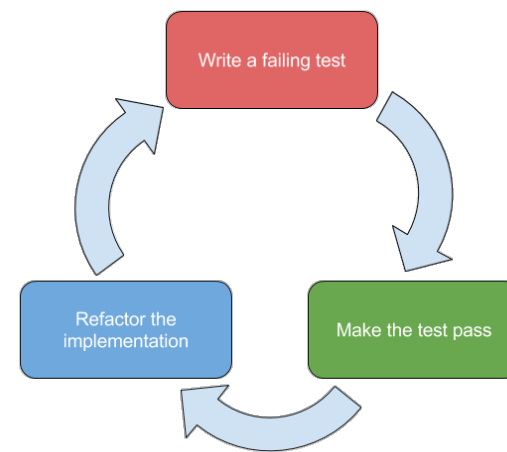 Write a failing test
Refactor the
implementation
Make the test pass